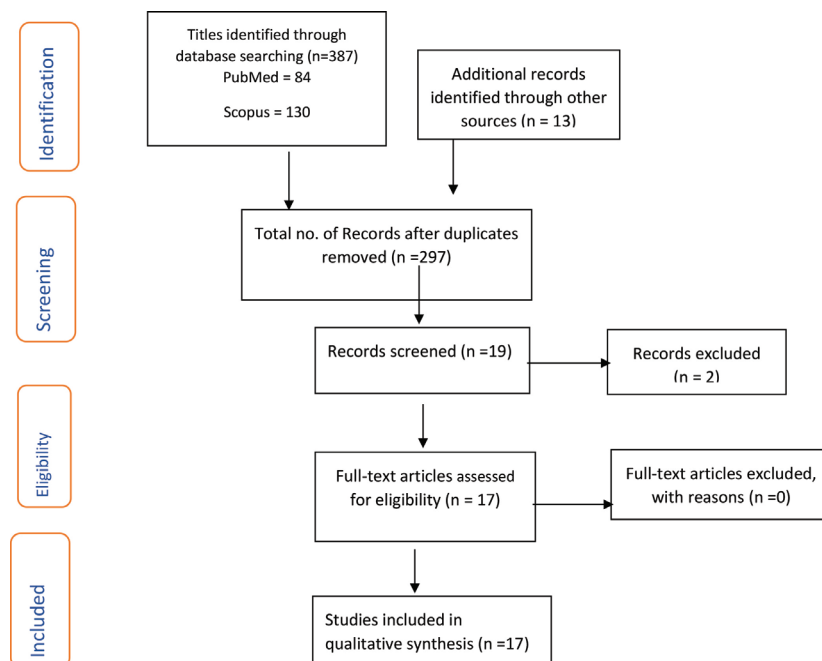 Identification
Titles identified through
database searching (n=387)
PubMed = 84
Scopus = 130
Additional records
identified through other
sources (n = 13)
Screening
Total no. of Records after duplicates
removed (n =297)
Records screened (n =19)
Records excluded
(n = 2)
Eligibility
Full-text articles assessed
for eligibility (n = 17)
Full-text articles excluded,
with reasons (n =0)
Included
Studies included in
qualitative synthesis (n =17)